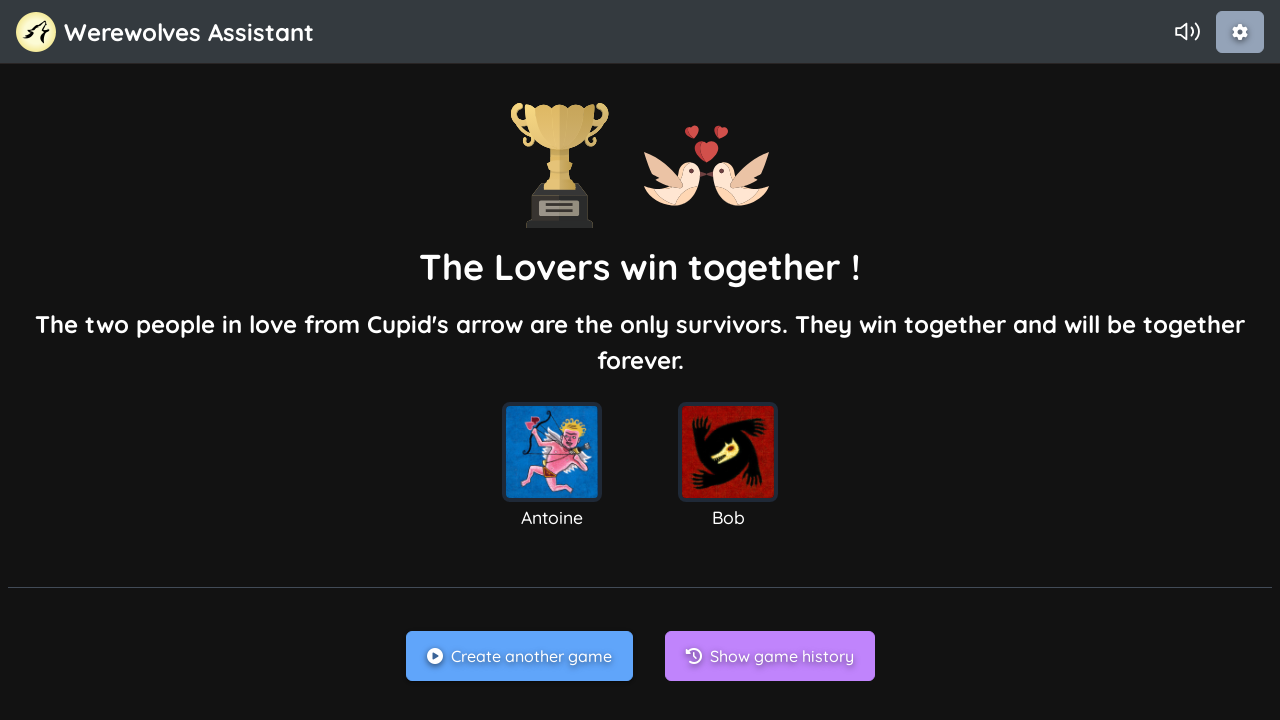 Werewolves Assistant
The Lovers win together !
The two people in love from Cupid's arrow are the only survivors. They win together and will be together
forever.
Antoine
Bob
Create another game
Show game history